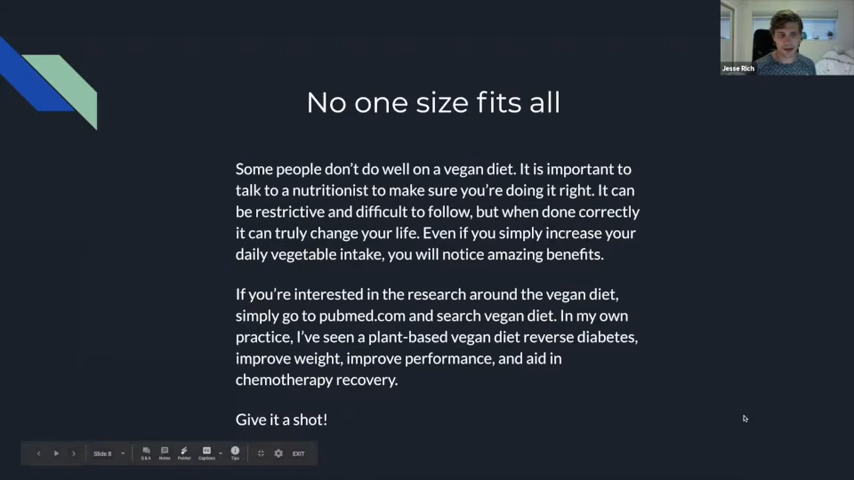 Jesse Rich
No one size fits all
Some people don't do well on a vegan diet. It is important to
talk to a nutritionist to make sure you're doing it right. It can
be restrictive and difficult to follow, but when done correctly
it can truly change your life. Even if you simply increase your
daily vegetable intake, you will notice amazing benefits.
If you're interested in the research around the vegan diet,
simply go to pubmed.com and search vegan diet. In my own
practice, I've seen a plant-based vegan diet reverse diabetes,
improve weight, improve performance, and aid in
chemotherapy recovery.
Give it a shot!
Slide 8
Q&A
Notes
Pointer
Captions
Tips
EXIT